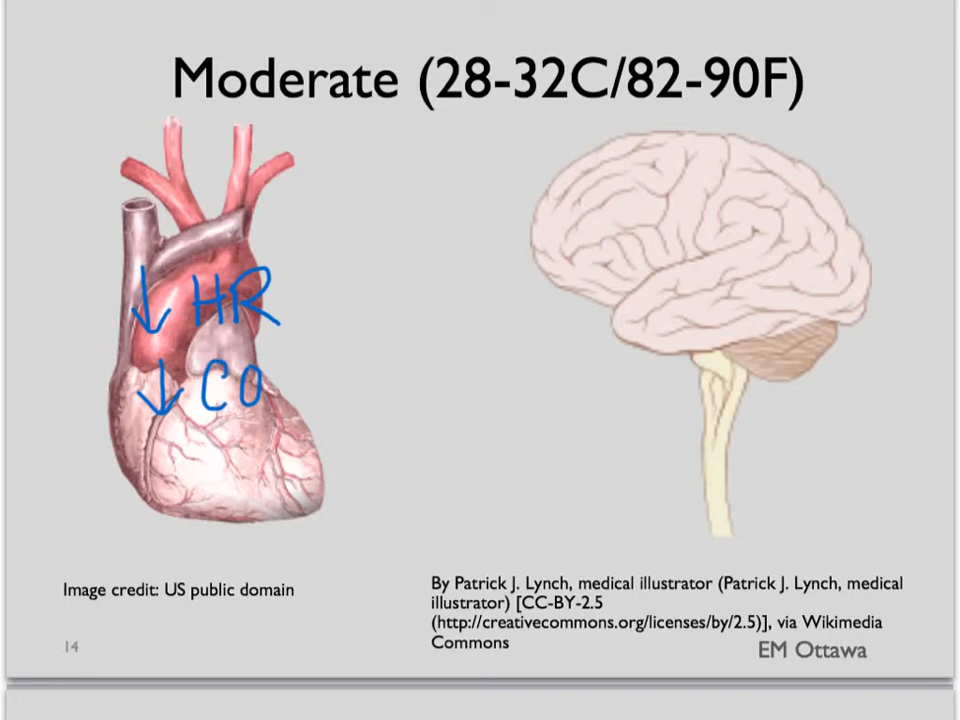 Moderate (28-32C/82-90F)
↓ HR
↓ CO
Image credit: US public domain
By Patrick J. Lynch, medical illustrator (Patrick J. Lynch, medical
illustrator) [CC-BY-2.5
(http://creativecommons.org/licenses/by/2.5)], via Wikimedia
Commons
14
EM Ottawa